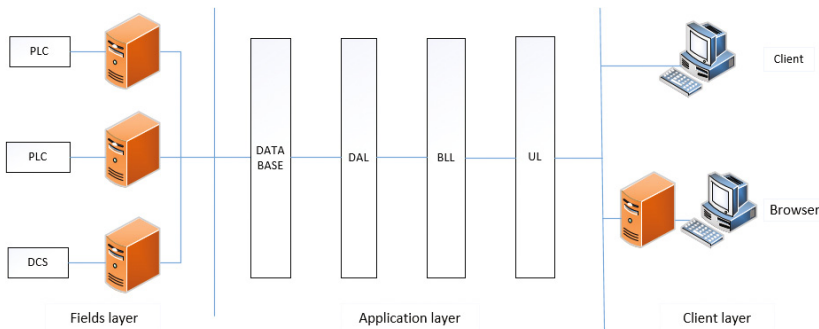 PLC
PLC
DCS
DATA
BASE
DAL
BLL
UL
Client
Browser
Fields layer
Application layer
Client layer